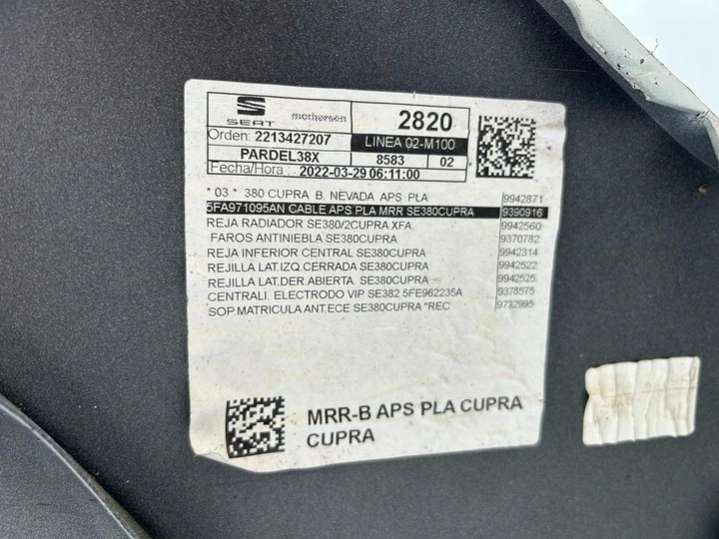 SEAT motherson 2820
Orden: 2213427207 LINEA 02-M100
PARDEL38X 8583 02
Fecha/Hora: 2022-03-29 06:11:00
* 03 * 380 CUPRA B. NEVADA APS PLA 9942871
5FA971095AN CABLE APS PLA MRR SE380CUPRA 9390916
REJA RADIADOR SE380/2CUPRA XFA 9942560
FAROS ANTINIEBLA SE380CUPRA 9370782
REJA INFERIOR CENTRAL SE380CUPRA 9942314
REJILLA LAT.IZQ.CERRADA SE380CUPRA 9942522
REJILLA LAT.DER.ABIERTA. SE380CUPRA 9942525
CENTRALI. ELECTRODO VIP SE382 5FE962235A 9378575
SOP.MATRICULA ANT.ECE SE380CUPRA "REC 9732995
MRR-B APS PLA CUPRA
CUPRA